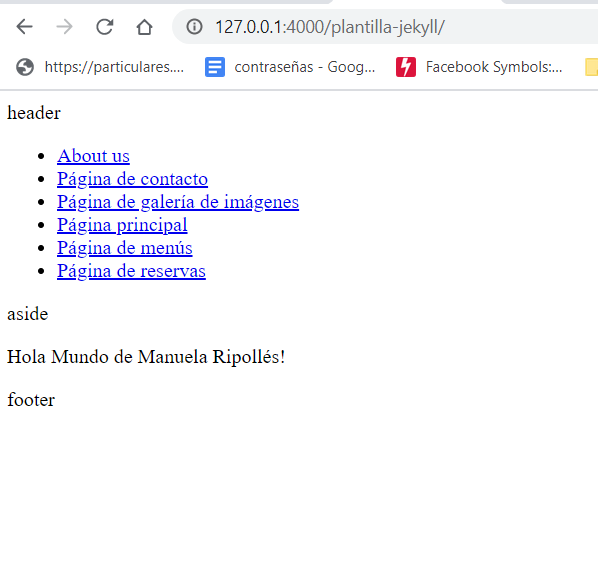 127.0.0.1:4000/plantilla-jekyll/
https://particulares.... contraseñas - Goog... Facebook Symbols:...
header
About us
Página de contacto
Página de galería de imágenes
Página principal
Página de menús
Página de reservas
aside
Hola Mundo de Manuela Ripollés!
footer